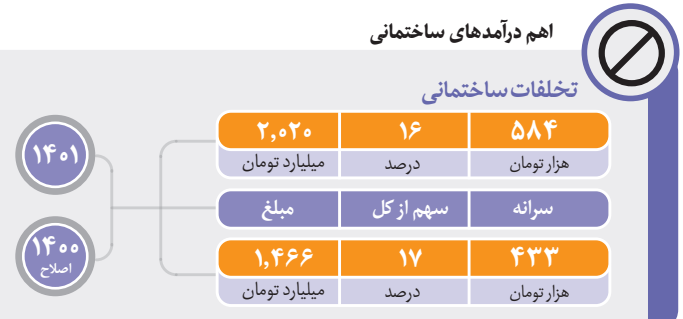 اهم درآمدهای ساختمانی
تخلفات ساختمانی
۵۸۴ ۱۶ ۲,۰۲۰
هزار تومان درصد میلیارد تومان
۱۴۰۱
سرانه سهم از کل مبلغ
۱۴۰۰
اصلاح
۴۳۳ ۱۷ ۱,۴۶۶
هزار تومان درصد میلیارد تومان